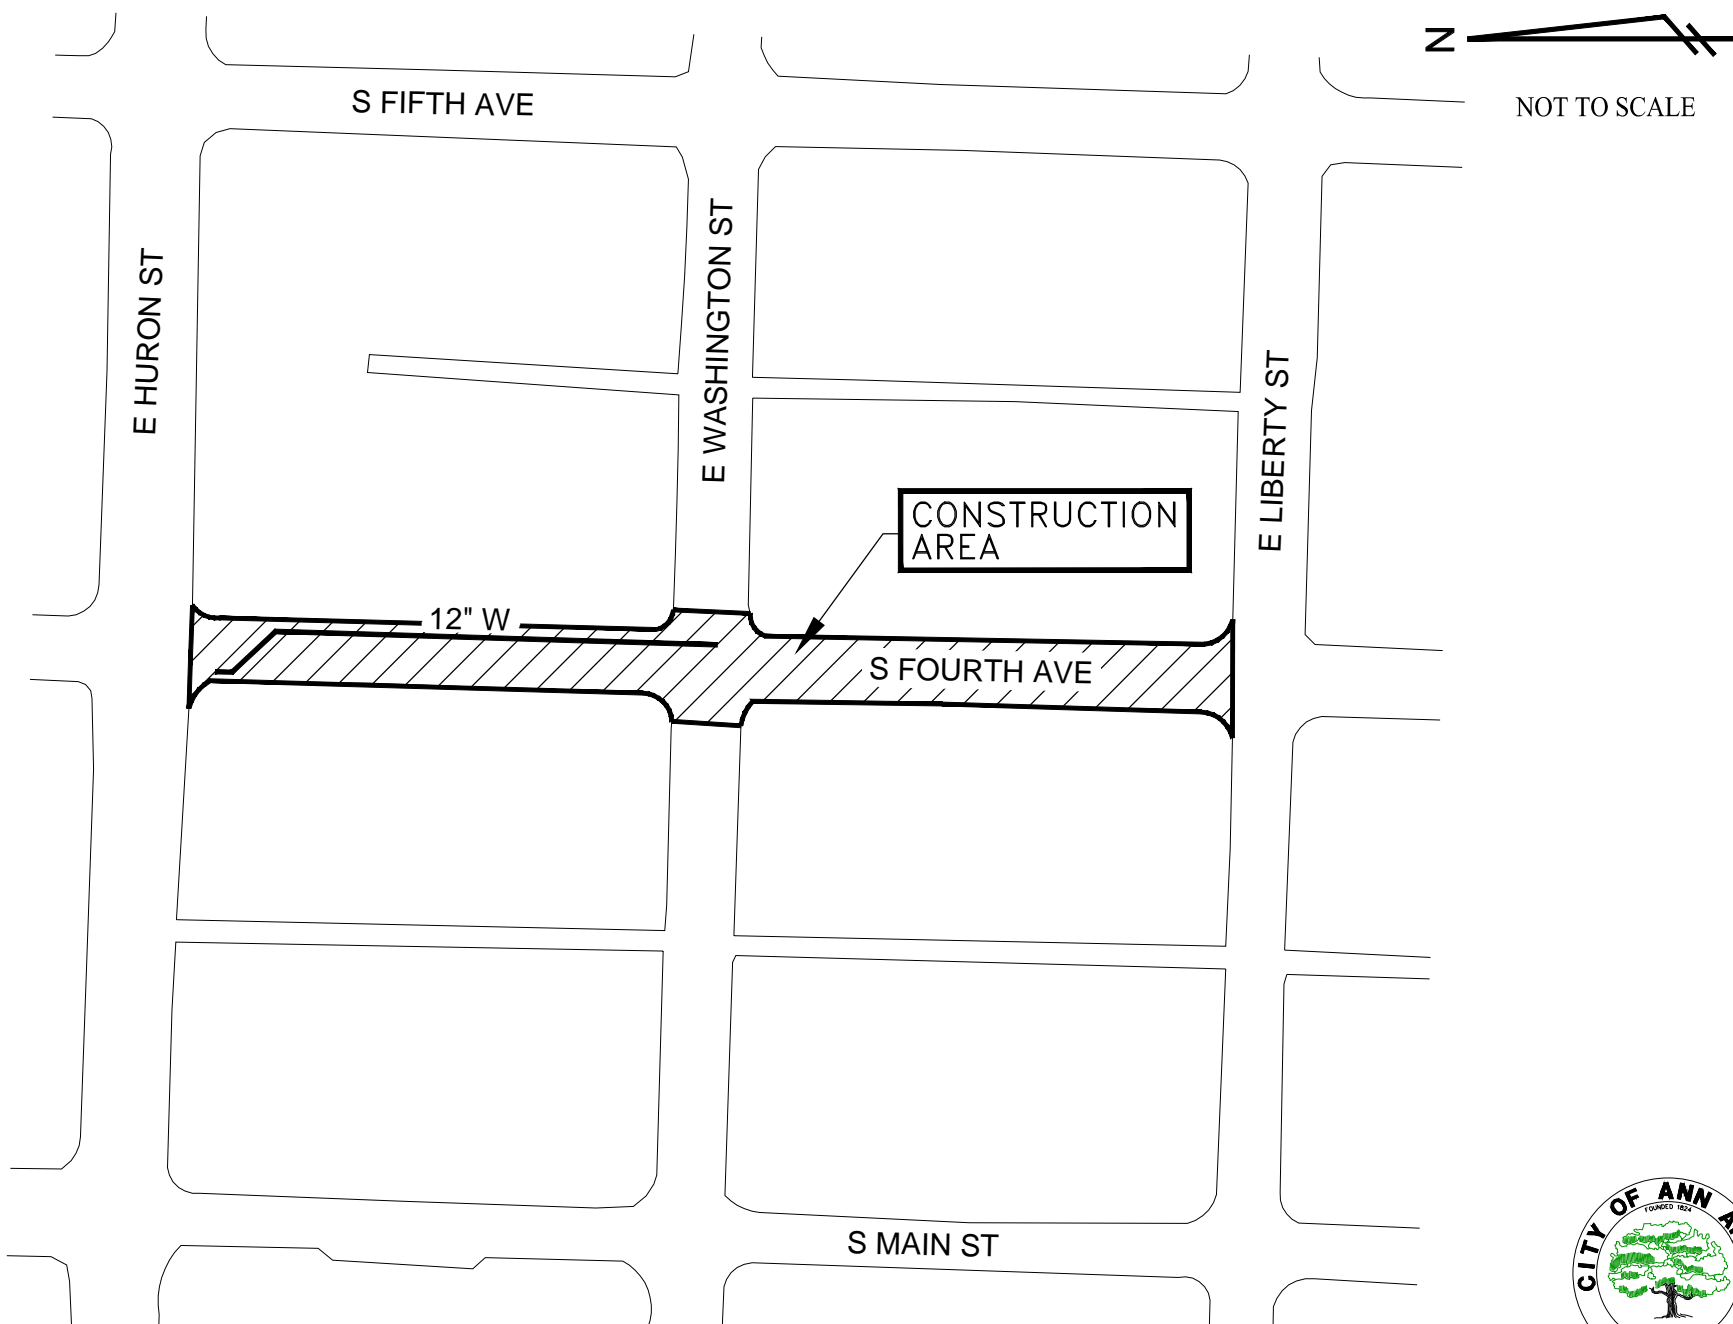 N
NOT TO SCALE
S FIFTH AVE
E HURON ST
E WASHINGTON ST
E LIBERTY ST
CONSTRUCTION
AREA
12" W
S FOURTH AVE
S MAIN ST
CITY OF ANN
FOUNDED 1824